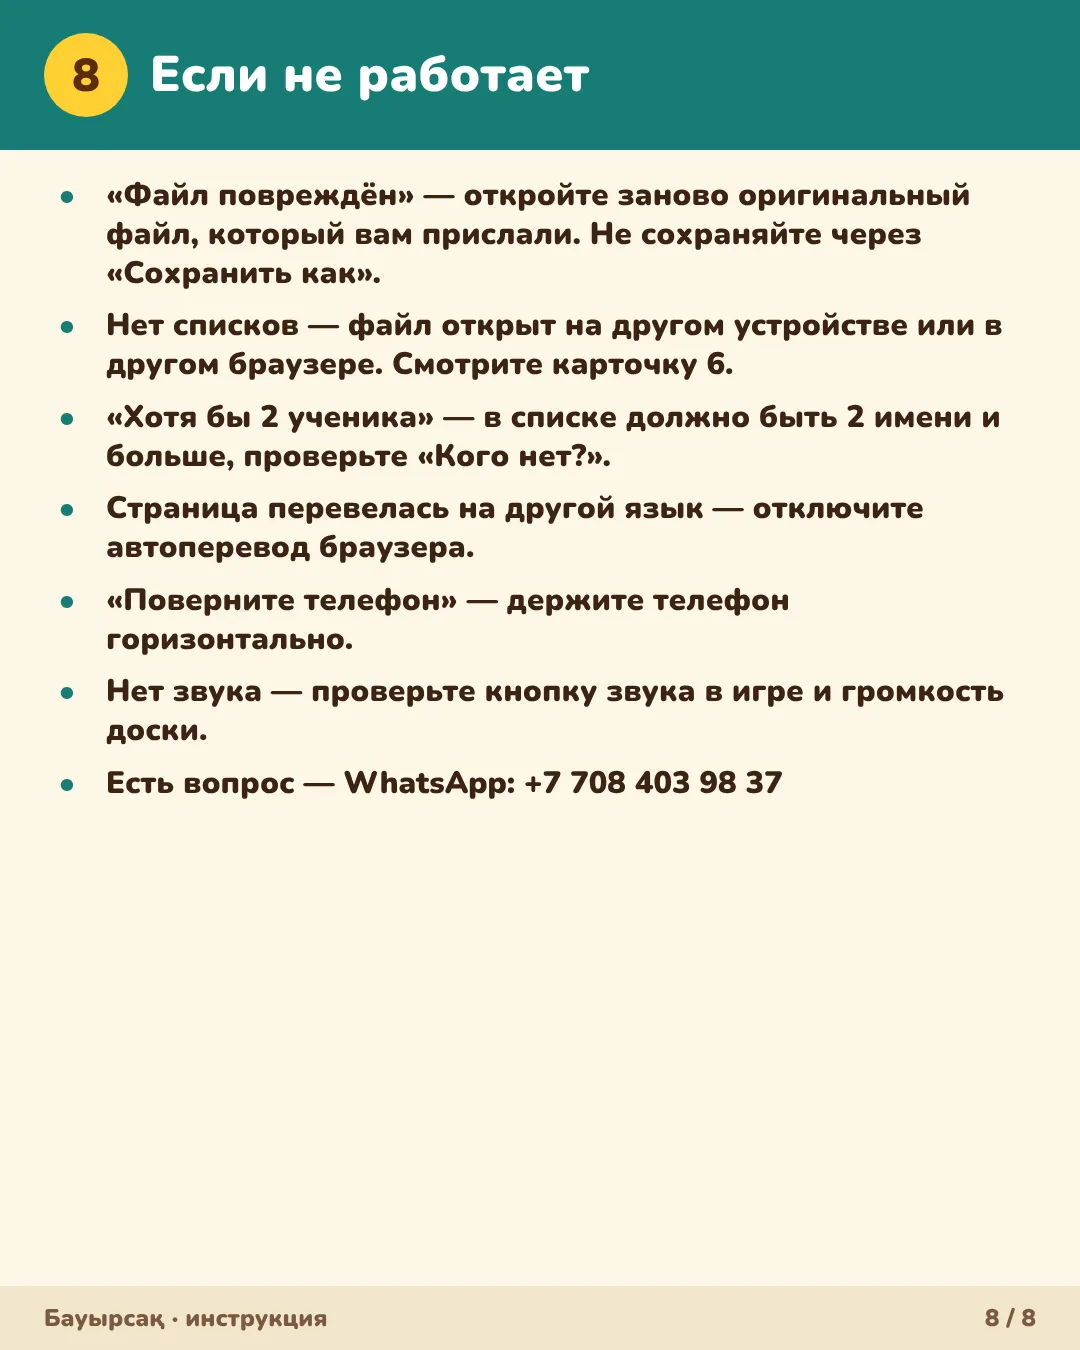 8 Если не работает
• «Файл повреждён» — откройте заново оригинальный
файл, который вам прислали. Не сохраняйте через
«Сохранить как».
• Нет списков — файл открыт на другом устройстве или в
другом браузере. Смотрите карточку 6.
• «Хотя бы 2 ученика» — в списке должно быть 2 имени и
больше, проверьте «Кого нет?».
• Страница перевелась на другой язык — отключите
автоперевод браузера.
• «Поверните телефон» — держите телефон
горизонтально.
• Нет звука — проверьте кнопку звука в игре и громкость
доски.
• Есть вопрос — WhatsApp: +7 708 403 98 37
Бауырсақ · инструкция 8 / 8